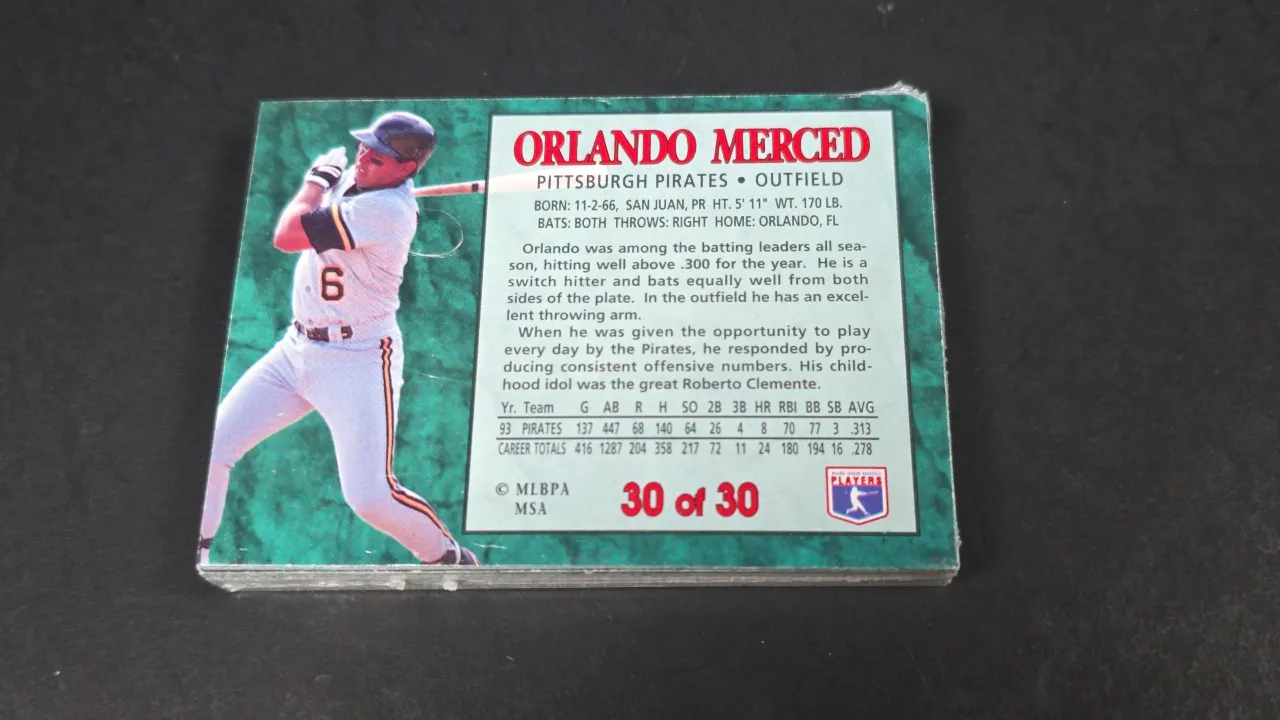 ORLANDO MERCED
PITTSBURGH PIRATES • OUTFIELD
BORN: 11-2-66, SAN JUAN, PR HT. 5' 11" WT. 170 LB.
BATS: BOTH THROWS: RIGHT HOME: ORLANDO, FL
Orlando was among the batting leaders all sea-
son, hitting well above .300 for the year. He is a
switch hitter and bats equally well from both
sides of the plate. In the outfield he has an excel-
lent throwing arm.
When he was given the opportunity to play
every day by the Pirates, he responded by pro-
ducing consistent offensive numbers. His child-
hood idol was the great Roberto Clemente.
Yr. Team G AB R H SO 2B 3B HR RBI BB SB AVG
93 PIRATES 137 447 68 140 64 26 4 8 70 77 3 .313
CAREER TOTALS 416 1287 204 358 217 72 11 24 180 194 16 .278
© MLBPA
MSA
30 of 30
MAJOR LEAGUE BASEBALL
PLAYERS
6